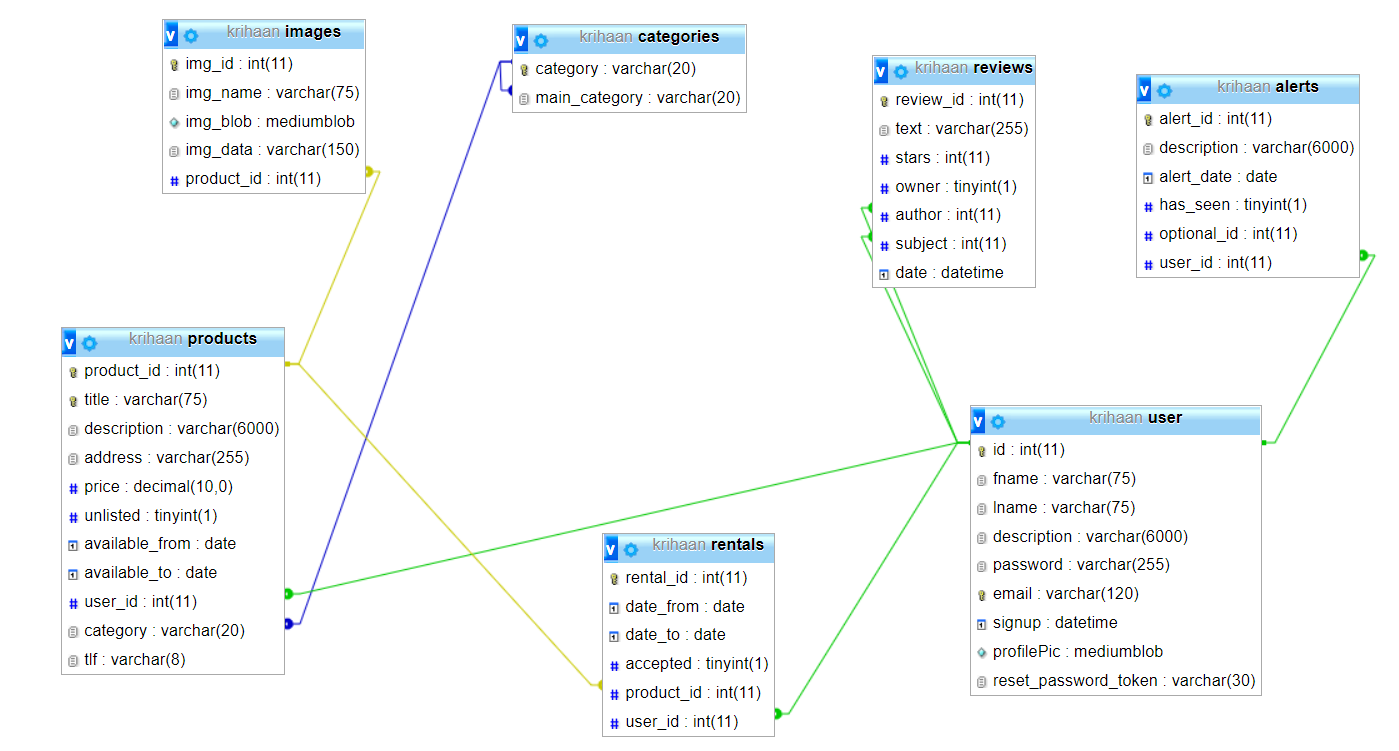 krihaan images
img_id : int(11)
img_name : varchar(75)
img_blob : mediumblob
img_data : varchar(150)
product_id : int(11)
krihaan categories
category : varchar(20)
main_category : varchar(20)
krihaan reviews
review_id : int(11)
text : varchar(255)
stars : int(11)
owner : tinyint(1)
author : int(11)
subject : int(11)
date : datetime
krihaan alerts
alert_id : int(11)
description : varchar(6000)
alert_date : date
has_seen : tinyint(1)
optional_id : int(11)
user_id : int(11)
krihaan products
product_id : int(11)
title : varchar(75)
description : varchar(6000)
address : varchar(255)
price : decimal(10,0)
unlisted : tinyint(1)
available_from : date
available_to : date
user_id : int(11)
category : varchar(20)
tlf : varchar(8)
krihaan rentals
rental_id : int(11)
date_from : date
date_to : date
accepted : tinyint(1)
product_id : int(11)
user_id : int(11)
krihaan user
id : int(11)
fname : varchar(75)
lname : varchar(75)
description : varchar(6000)
password : varchar(255)
email : varchar(120)
signup : datetime
profilePic : mediumblob
reset_password_token : varchar(30)